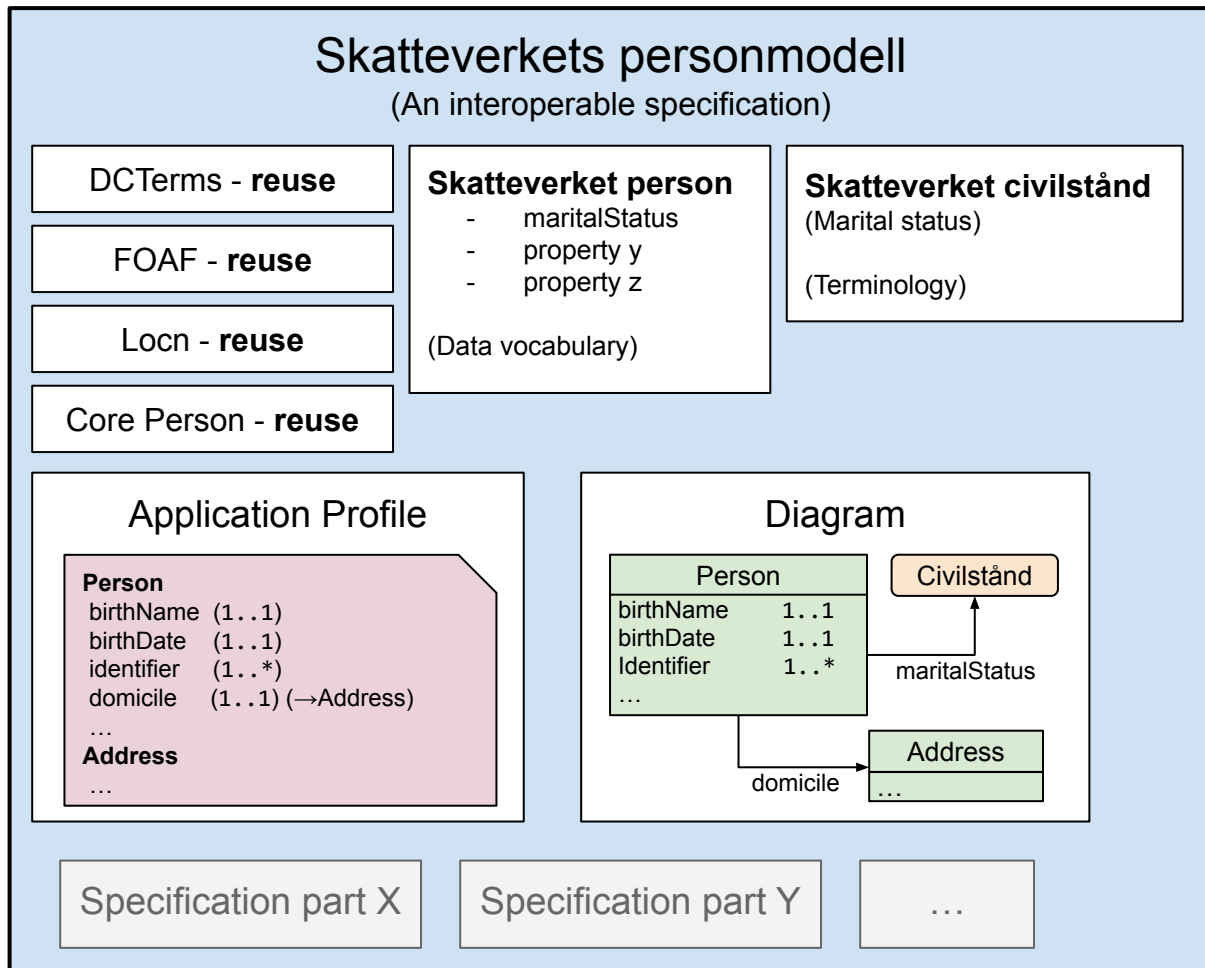 Skatteverkets personmodell
(An interoperable specification)
DCTerms - reuse
FOAF - reuse
Locn - reuse
Core Person - reuse
Skatteverket person
- maritalStatus
- property y
- property z
(Data vocabulary)
Skatteverket civilstånd
(Marital status)
(Terminology)
Application Profile
Person
birthName (1..1)
birthDate (1..1)
identifier (1..*)
domicile (1..1) (→Address)
…
Address
…
Diagram
Person
birthName 1..1
birthDate 1..1
Identifier 1..*
…
Civilstånd
maritalStatus
domicile
Address
…
Specification part X
Specification part Y
…